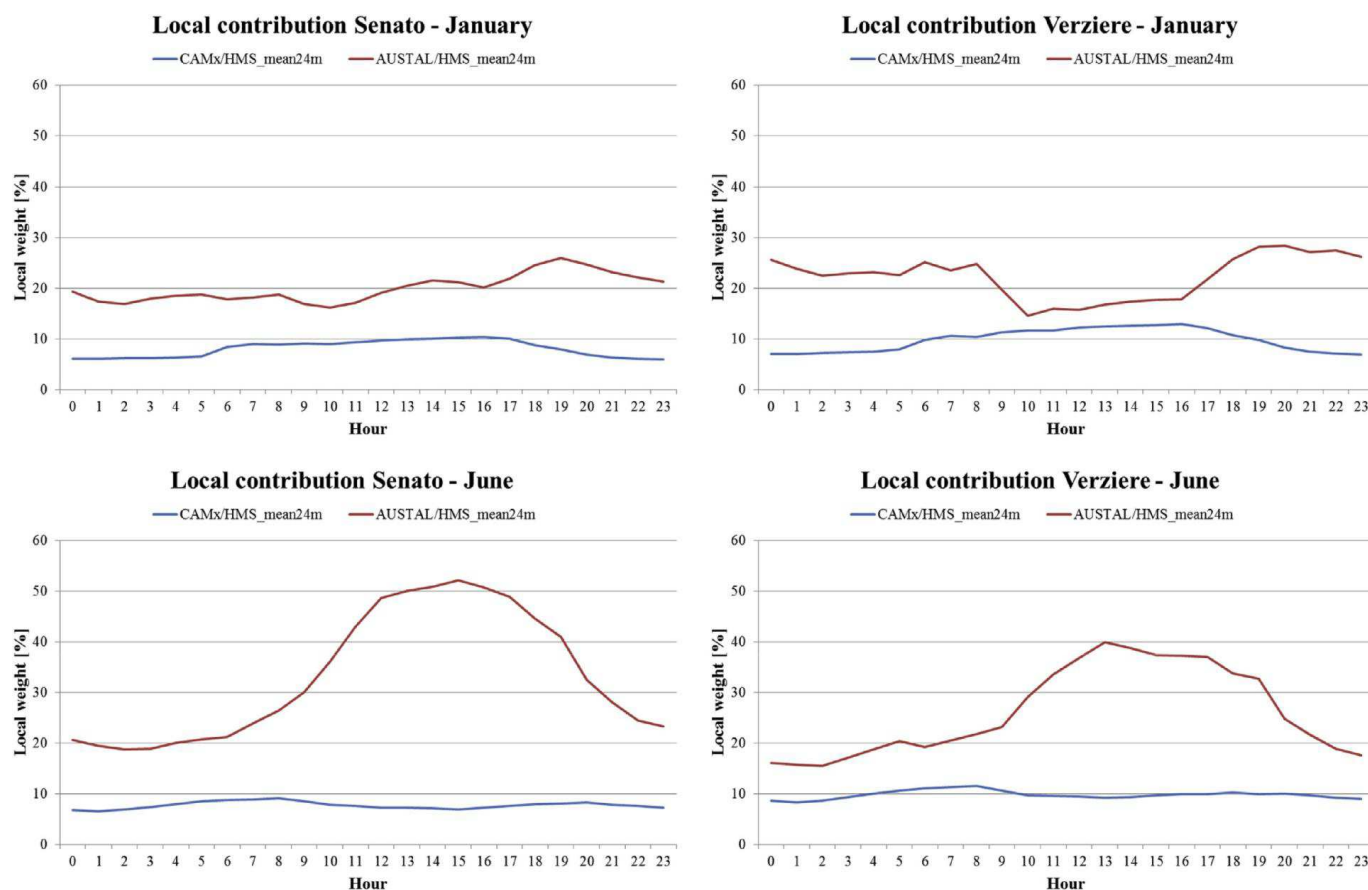 Local contribution Senato - January
CAMx/HMS_mean24m AUSTAL/HMS_mean24m
60
50
40
30
20
10
0
Local weight [%]
0 1 2 3 4 5 6 7 8 9 10 11 12 13 14 15 16 17 18 19 20 21 22 23
Hour
Local contribution Verziere - January
CAMx/HMS_mean24m AUSTAL/HMS_mean24m
60
50
40
30
20
10
0
Local weight [%]
0 1 2 3 4 5 6 7 8 9 10 11 12 13 14 15 16 17 18 19 20 21 22 23
Hour
Local contribution Senato - June
CAMx/HMS_mean24m AUSTAL/HMS_mean24m
60
50
40
30
20
10
0
Local weight [%]
0 1 2 3 4 5 6 7 8 9 10 11 12 13 14 15 16 17 18 19 20 21 22 23
Hour
Local contribution Verziere - June
CAMx/HMS_mean24m AUSTAL/HMS_mean24m
60
50
40
30
20
10
0
Local weight [%]
0 1 2 3 4 5 6 7 8 9 10 11 12 13 14 15 16 17 18 19 20 21 22 23
Hour